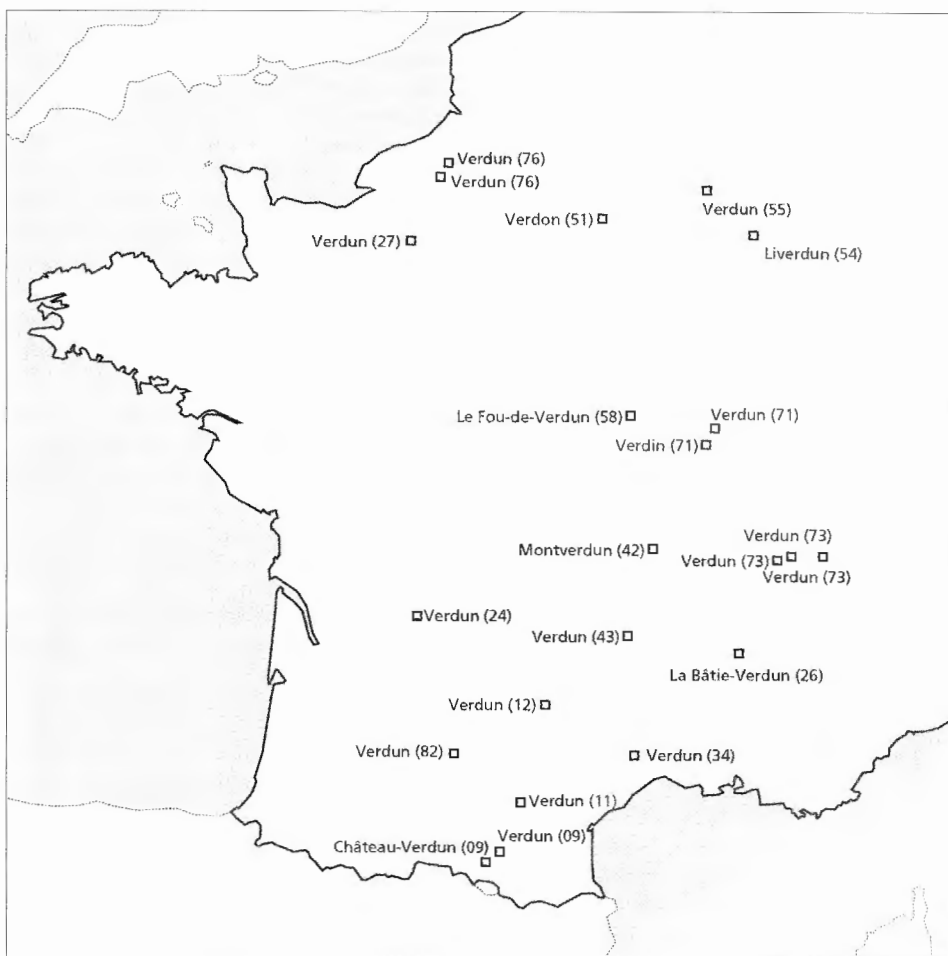 Verdun (76)
Verdun (76)
Verdun (55)
Verdon (51)
Verdun (27)
Liverdun (54)
Le Fou-de-Verdun (58)
Verdun (71)
Verdin (71)
Verdun (73)
Montverdun (42)
Verdun (73)
Verdun (73)
Verdun (24)
Verdun (43)
La Bâtie-Verdun (26)
Verdun (12)
Verdun (82)
Verdun (34)
Verdun (11)
Verdun (09)
Château-Verdun (09)